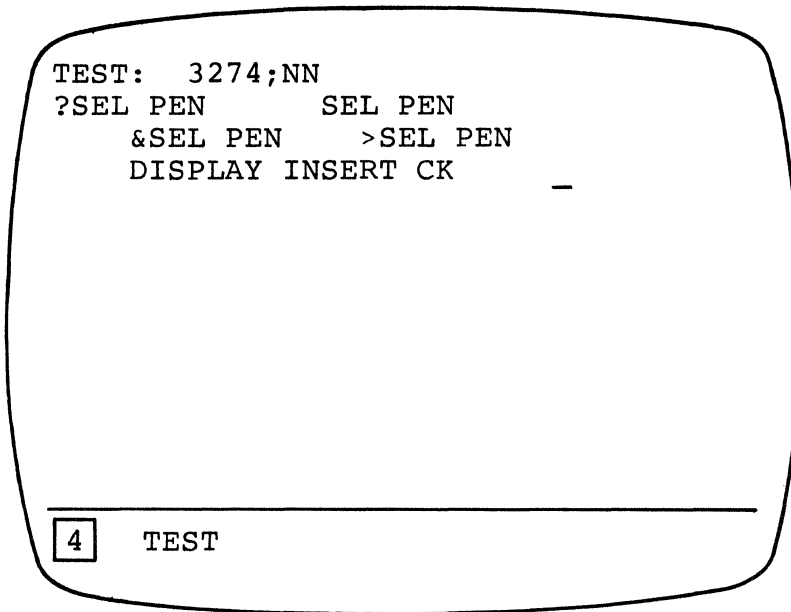 TEST:  3274;NN
?SEL PEN      SEL PEN
    &SEL PEN    >SEL PEN
    DISPLAY INSERT CK     _
4  TEST